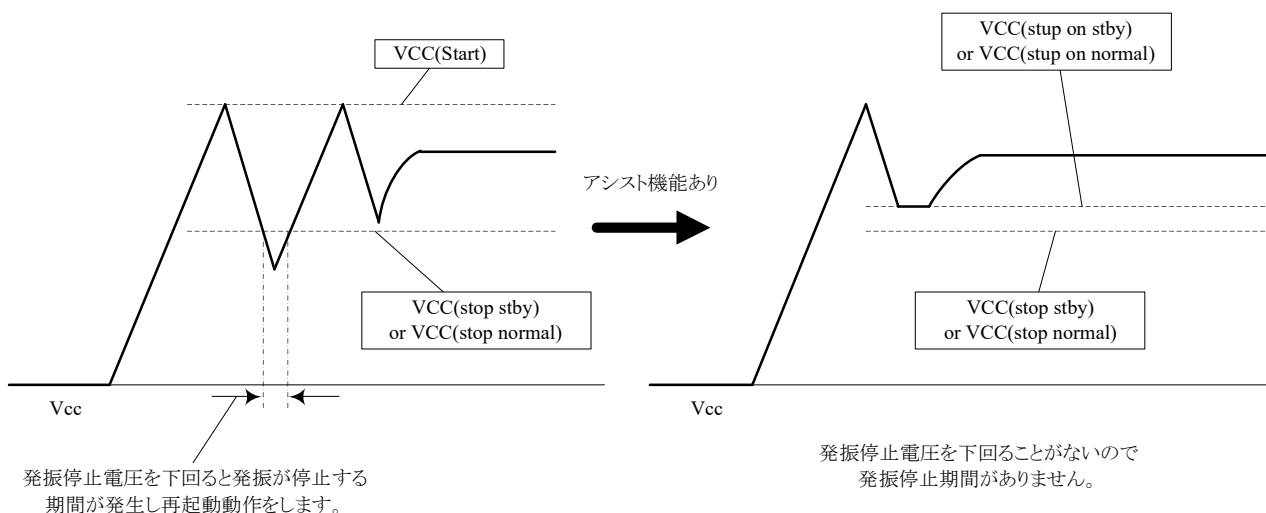 VCC(Start)
VCC(stop stby)
or VCC(stop normal)
Vcc
発振停止電圧を下回ると発振が停止する
期間が発生し再起動動作をします。
アシスト機能あり
VCC(stup on stby)
or VCC(stup on normal)
VCC(stop stby)
or VCC(stop normal)
Vcc
発振停止電圧を下回ることがないので
発振停止期間がありません。